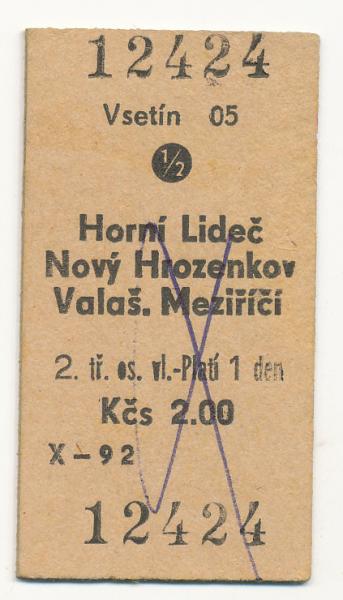 12424
Vsetín 05
1/2
Horní Lideč
Nový Hrozenkov
Valaš. Meziříčí
2. tř. os. vl.-Platí 1 den
Kčs 2.00
X-92
12424